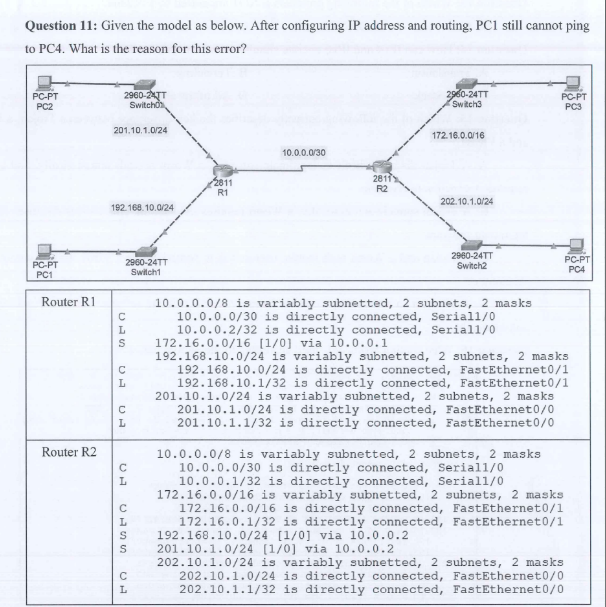 Question 11: Given the model as below. After configuring IP address and routing, PC1 still cannot ping
to PC4. What is the reason for this error?
PC-PT
PC2
2960-24TT
Switch0
2960-24TT
Switch3
PC-PT
PC3
201.10.1.0/24
172.16.0.0/16
10.0.0.0/30
2811
R1
2811
R2
192.168.10.0/24
202.10.1.0/24
PC-PT
PC1
2960-24TT
Switch1
2960-24TT
Switch2
PC-PT
PC4
Router R1
10.0.0.0/8 is variably subnetted, 2 subnets, 2 masks
C 10.0.0.0/30 is directly connected, Serial1/0
L 10.0.0.2/32 is directly connected, Serial1/0
S 172.16.0.0/16 [1/0] via 10.0.0.1
192.168.10.0/24 is variably subnetted, 2 subnets, 2 masks
C 192.168.10.0/24 is directly connected, FastEthernet0/1
L 192.168.10.1/32 is directly connected, FastEthernet0/1
201.10.1.0/24 is variably subnetted, 2 subnets, 2 masks
C 201.10.1.0/24 is directly connected, FastEthernet0/0
L 201.10.1.1/32 is directly connected, FastEthernet0/0
Router R2
10.0.0.0/8 is variably subnetted, 2 subnets, 2 masks
C 10.0.0.0/30 is directly connected, Serial1/0
L 10.0.0.1/32 is directly connected, Serial1/0
172.16.0.0/16 is variably subnetted, 2 subnets, 2 masks
C 172.16.0.0/16 is directly connected, FastEthernet0/1
L 172.16.0.1/32 is directly connected, FastEthernet0/1
S 192.168.10.0/24 [1/0] via 10.0.0.2
S 201.10.1.0/24 [1/0] via 10.0.0.2
202.10.1.0/24 is variably subnetted, 2 subnets, 2 masks
C 202.10.1.0/24 is directly connected, FastEthernet0/0
L 202.10.1.1/32 is directly connected, FastEthernet0/0